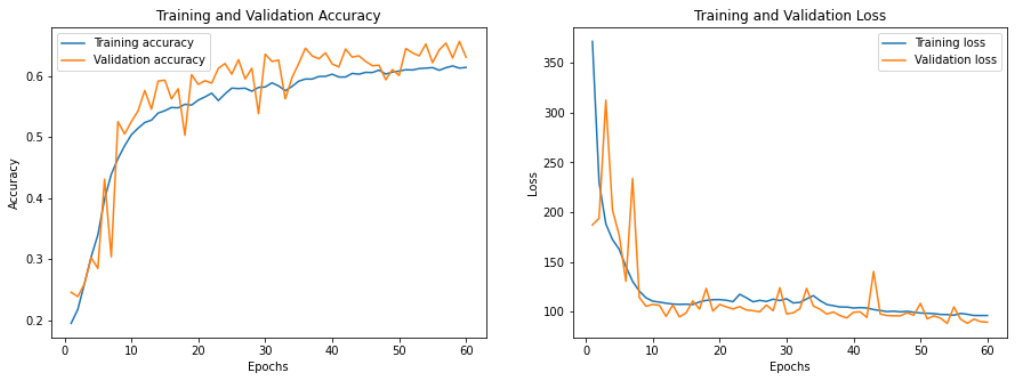 Training and Validation Accuracy
Training accuracy
Validation accuracy
0.6
0.5
0.4
0.3
0.2
Accuracy
0
10
20
30
40
50
60
Epochs
Training and Validation Loss
Training loss
Validation loss
350
300
250
200
150
100
Loss
0
10
20
30
40
50
60
Epochs